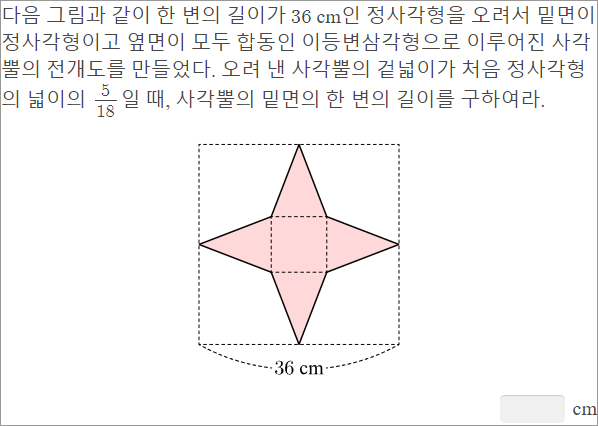 다음 그림과 같이 한 변의 길이가 36 cm인 정사각형을 오려서 밑면이
정사각형이고 옆면이 모두 합동인 이등변삼각형으로 이루어진 사각
뿔의 전개도를 만들었다. 오려 낸 사각뿔의 겉넓이가 처음 정사각형
의 넓이의 5/18일 때, 사각뿔의 밑면의 한 변의 길이를 구하여라.
36 cm
cm